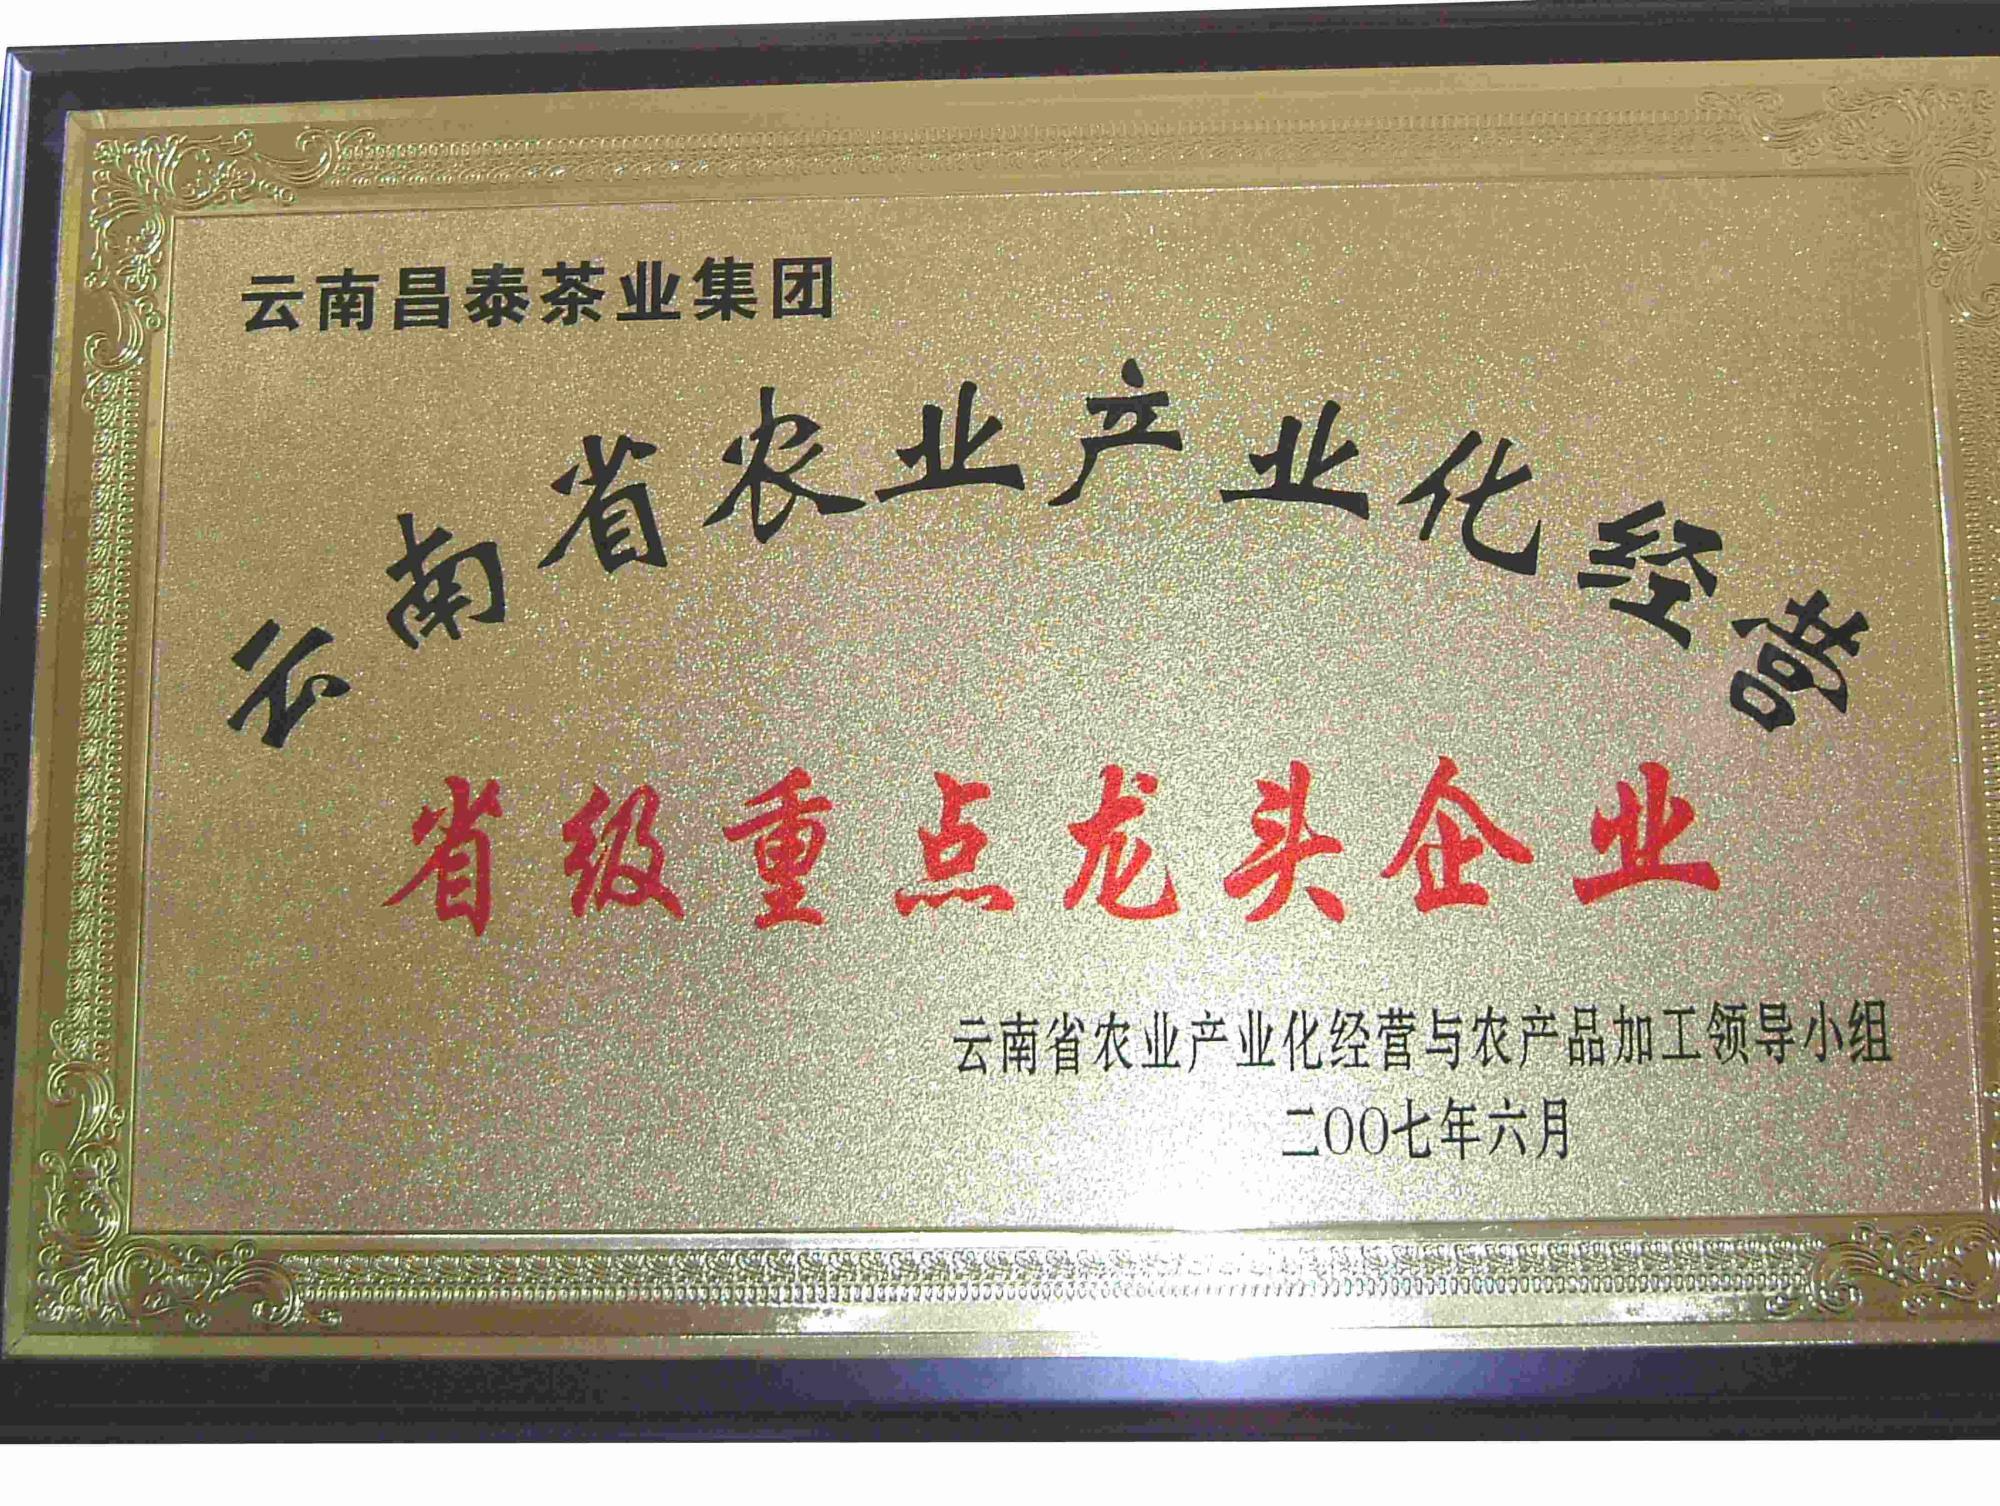 云南昌泰茶业集团
云南省农业产业化经营
省级重点龙头企业
云南省农业产业化经营与农产品加工领导小组
二00七年六月